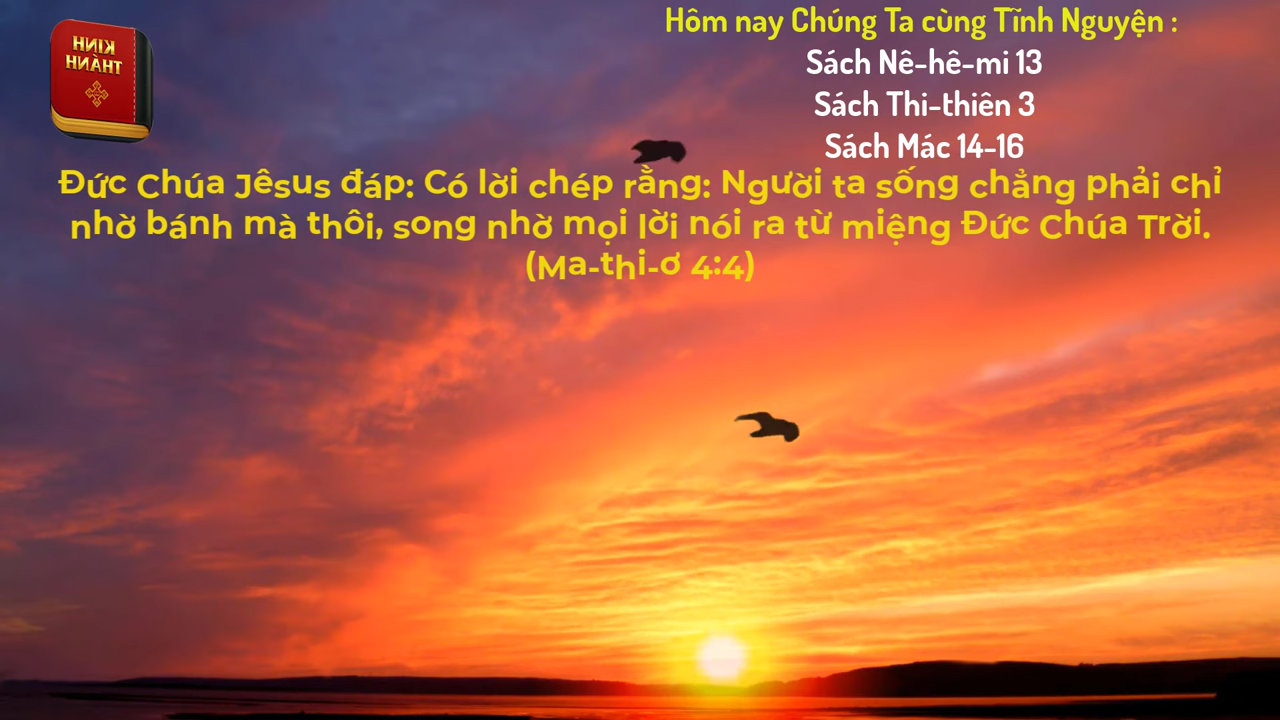 KINH
THÀNH
Hôm nay Chúng Ta cùng Tĩnh Nguyện :
Sách Nê-hê-mi 13
Sách Thi-thiên 3
Sách Mác 14-16
Đức Chúa Jêsus đáp: Có lời chép rằng: Người ta sống chẳng phải chỉ
nhờ bánh mà thôi, song nhờ mọi lời nói ra từ miệng Đức Chúa Trời.
(Ma-thi-ơ 4:4)